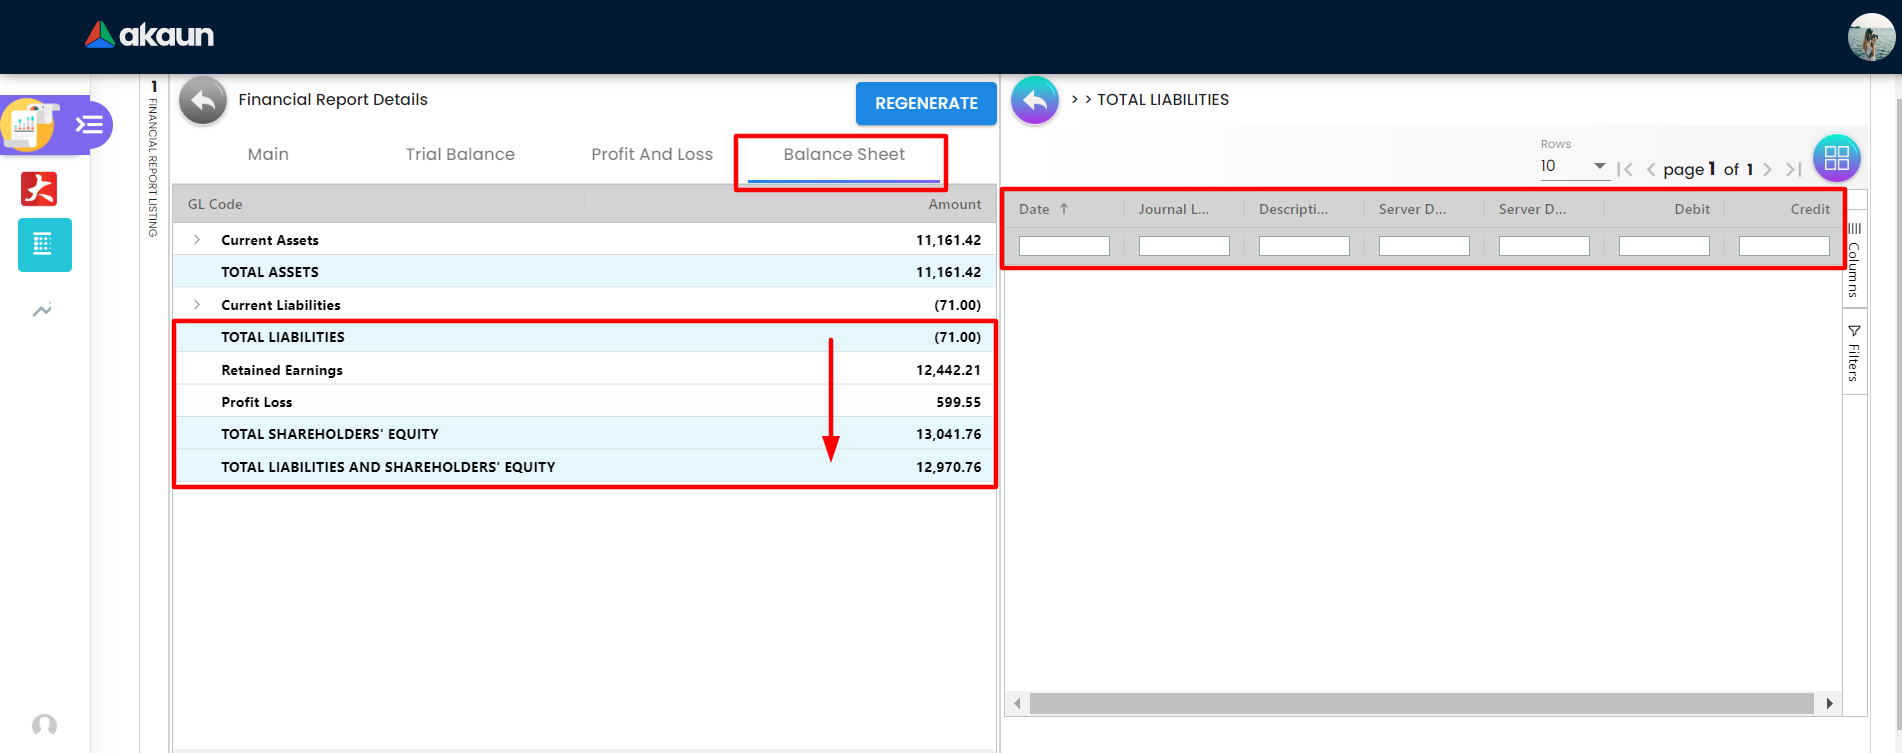 akaun
1 FINANCIAL REPORT LISTING
Financial Report Details
REGENERATE
Main Trial Balance Profit And Loss Balance Sheet
GL Code Amount
Current Assets 11,161.42
TOTAL ASSETS 11,161.42
Current Liabilities (71.00)
TOTAL LIABILITIES (71.00)
Retained Earnings 12,442.21
Profit Loss 599.55
TOTAL SHAREHOLDERS' EQUITY 13,041.76
TOTAL LIABILITIES AND SHAREHOLDERS' EQUITY 12,970.76
> > TOTAL LIABILITIES
Rows
10 page 1 of 1
Date Journal L... Descripti... Server D... Server D... Debit Credit
Columns
Filters
大